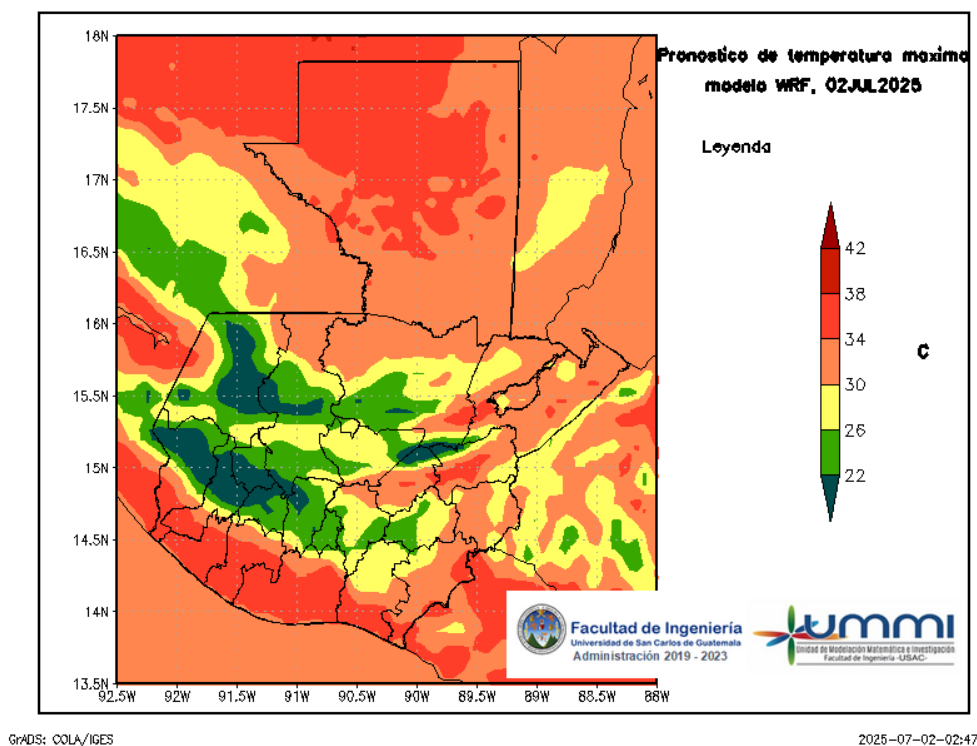 Pronostico de temperatura maxima
modelo WRF, 02JUL2025
Leyenda
42
38
34
30
26
22
C
18N
17.5N
17N
16.5N
16N
15.5N
15N
14.5N
14N
13.5N
92.5W
92W
91.5W
91W
90.5W
90W
89.5W
89W
88.5W
88W
Facultad de Ingeniería
Universidad de San Carlos de Guatemala
Administración 2019 - 2023
ummi
Unidad de Modelación Matemática e Investigación
Facultad de Ingeniería -USAC-
GrADS: COLA/IGES
2025-07-02-02:47